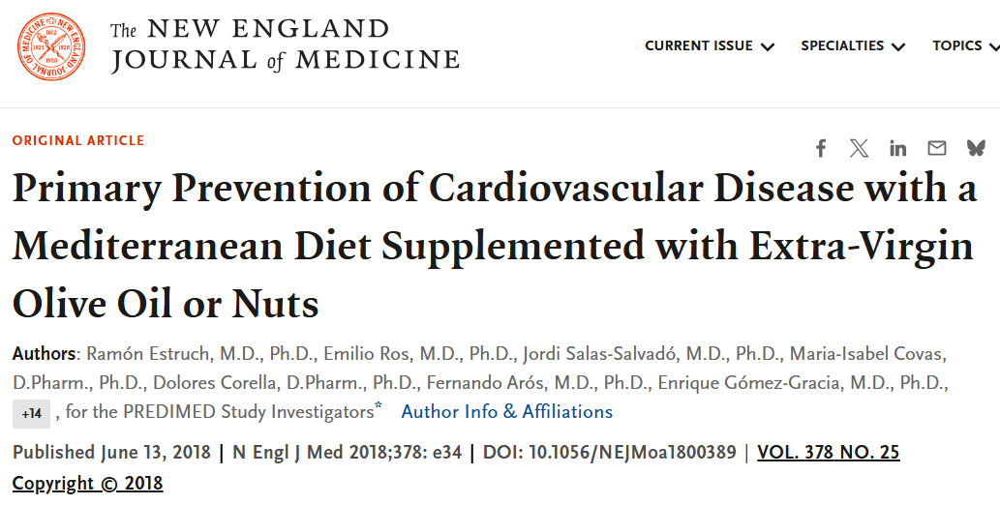 The NEW ENGLAND
JOURNAL of MEDICINE
CURRENT ISSUE
SPECIALTIES
TOPICS
ORIGINAL ARTICLE
Primary Prevention of Cardiovascular Disease with a
Mediterranean Diet Supplemented with Extra-Virgin
Olive Oil or Nuts
Authors: Ramón Estruch, M.D., Ph.D., Emilio Ros, M.D., Ph.D., Jordi Salas-Salvadó, M.D., Ph.D., Maria-Isabel Covas,
D.Pharm., Ph.D., Dolores Corella, D.Pharm., Ph.D., Fernando Arós, M.D., Ph.D., Enrique Gómez-Gracia, M.D., Ph.D.,
+14 , for the PREDIMED Study Investigators* Author Info & Affiliations
Published June 13, 2018 | N Engl J Med 2018;378: e34 | DOI: 10.1056/NEJMoa1800389 | VOL. 378 NO. 25
Copyright © 2018